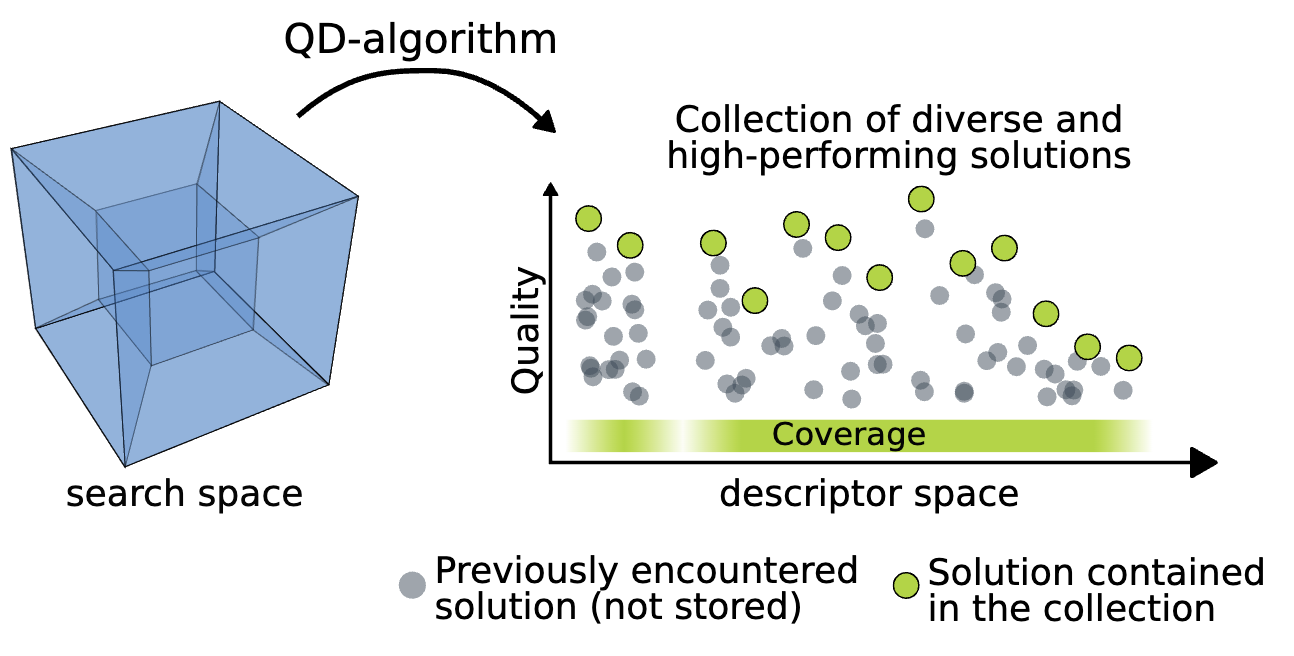 QD-algorithm
Collection of diverse and
high-performing solutions
Quality
Coverage
search space
descriptor space
Previously encountered
solution (not stored)
Solution contained
in the collection